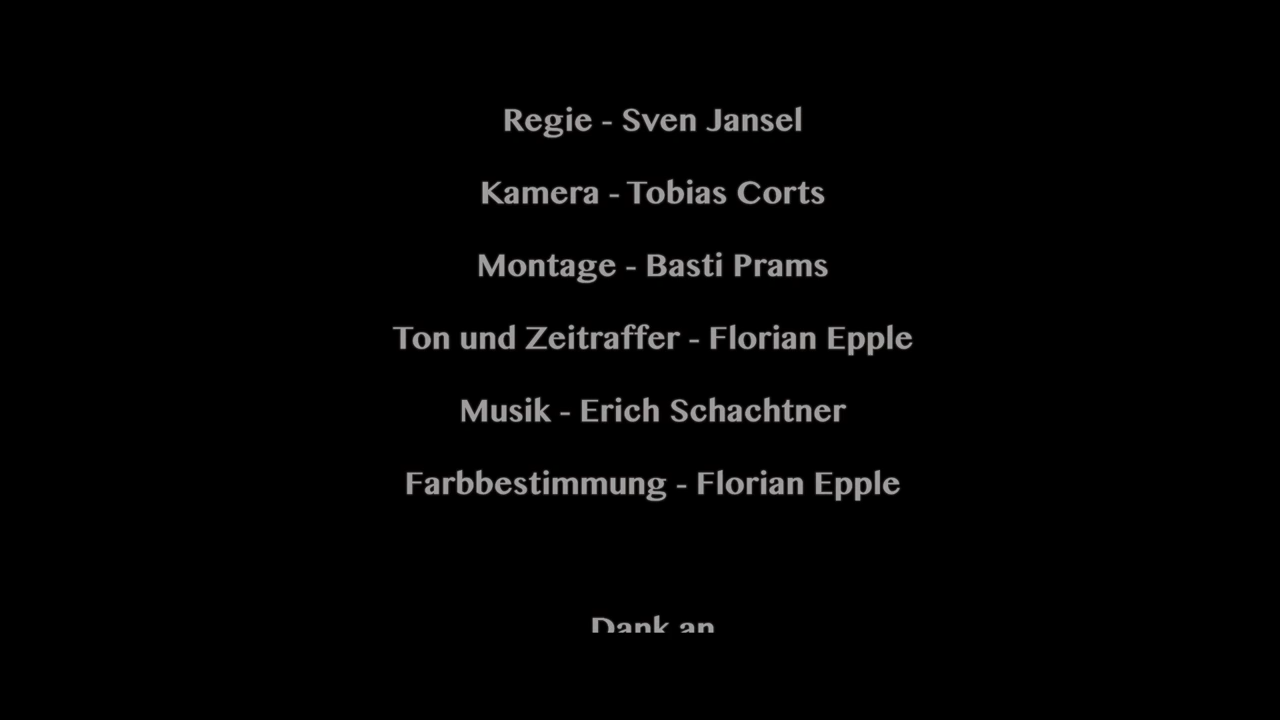 Regie - Sven Jansel
Kamera - Tobias Corts
Montage - Basti Prams
Ton und Zeitraffer - Florian Epple
Musik - Erich Schachtner
Farbbestimmung - Florian Epple
Dank an